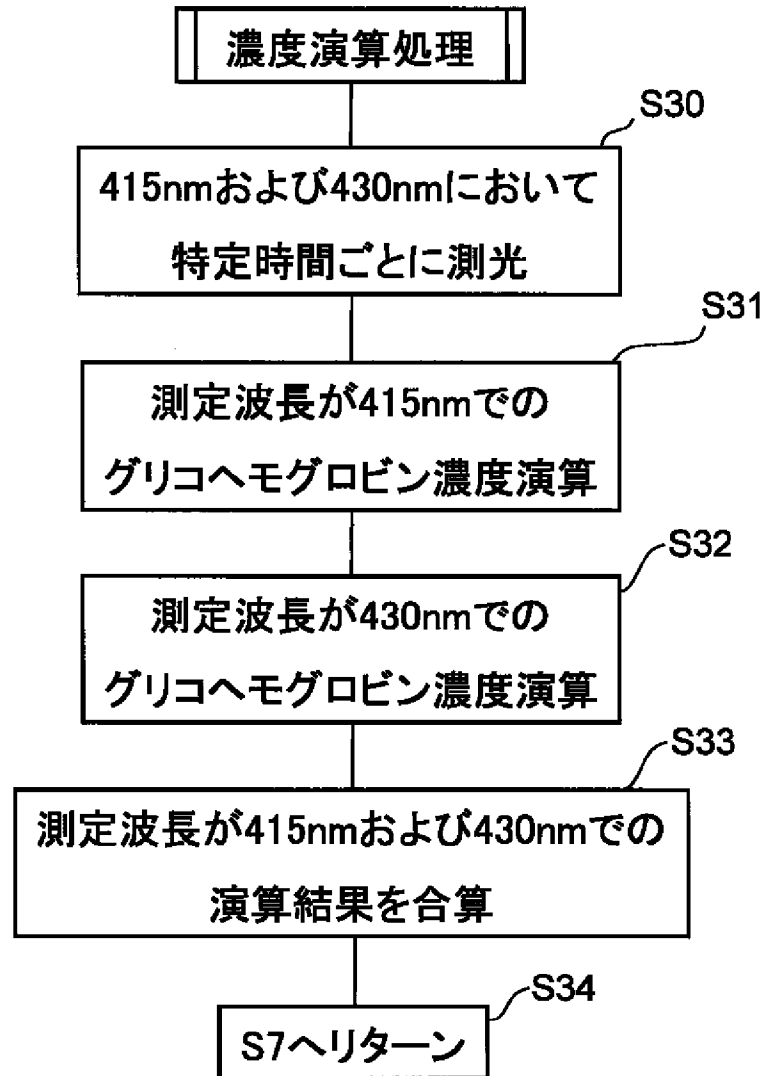 濃度演算処理
S30
415nmおよび430nmにおいて
特定時間ごとに測光
S31
測定波長が415nmでの
グリコヘモグロビン濃度演算
S32
測定波長が430nmでの
グリコヘモグロビン濃度演算
S33
測定波長が415nmおよび430nmでの
演算結果を合算
S34
S7へリターン